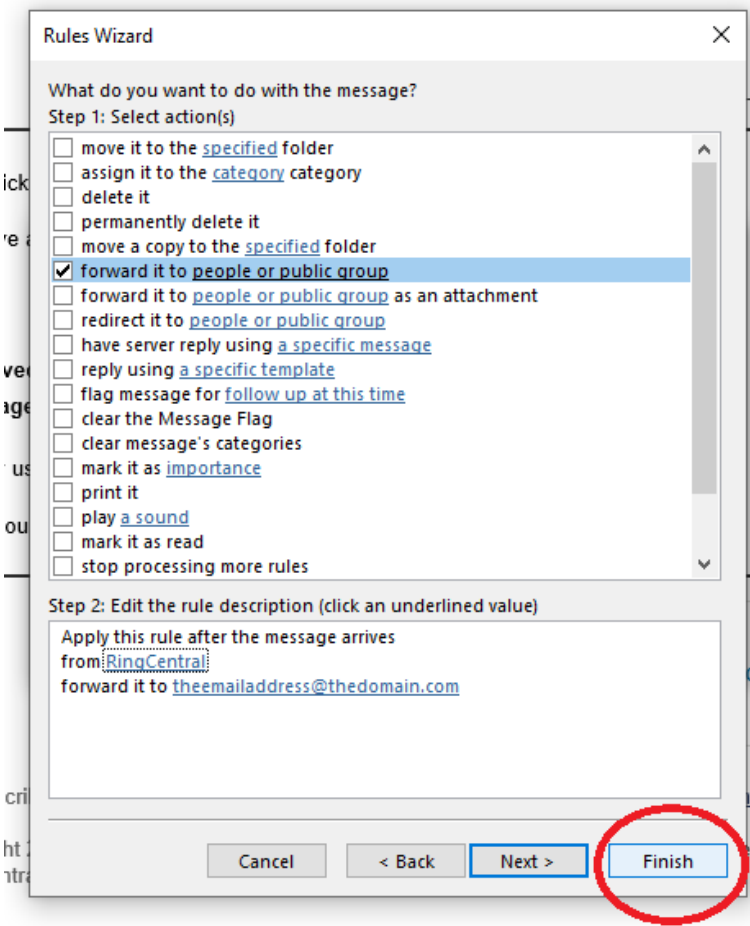 Rules Wizard
What do you want to do with the message?
Step 1: Select action(s)
move it to the specified folder
assign it to the category category
delete it
permanently delete it
move a copy to the specified folder
forward it to people or public group
forward it to people or public group as an attachment
redirect it to people or public group
have server reply using a specific message
reply using a specific template
flag message for follow up at this time
clear the Message Flag
clear message's categories
mark it as importance
print it
play a sound
mark it as read
stop processing more rules
Step 2: Edit the rule description (click an underlined value)
Apply this rule after the message arrives
from RingCentral
forward it to theemailaddress@thedomain.com
Cancel
< Back
Next >
Finish